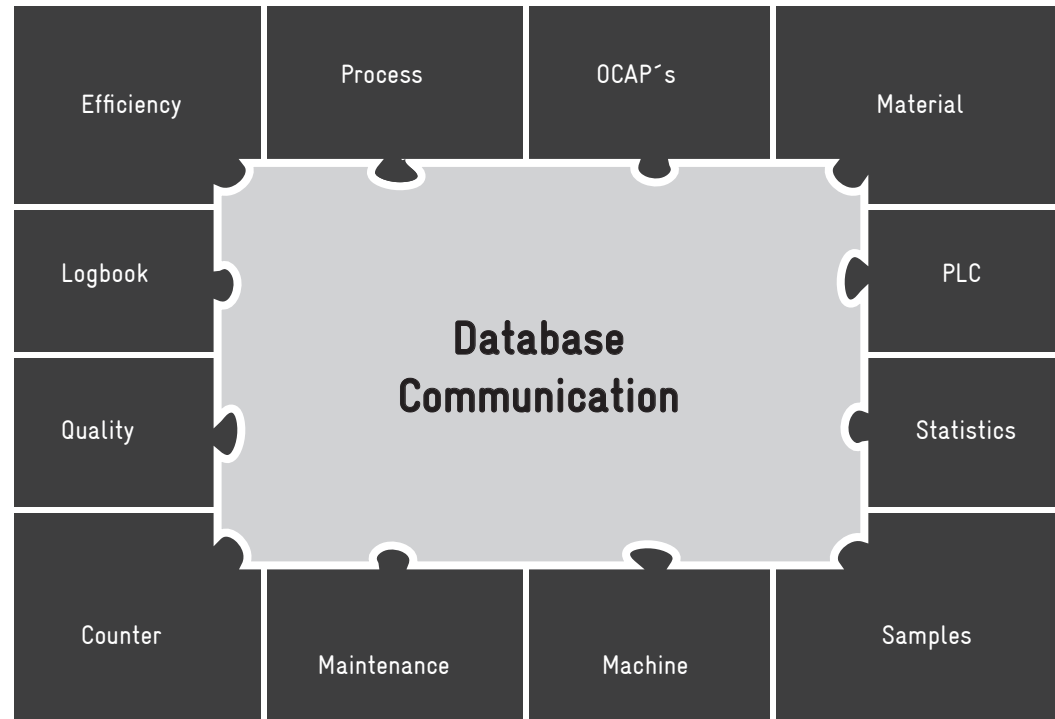 Efficiency
Process
OCAP´s
Material
Logbook
PLC
Database
Communication
Quality
Statistics
Counter
Maintenance
Machine
Samples